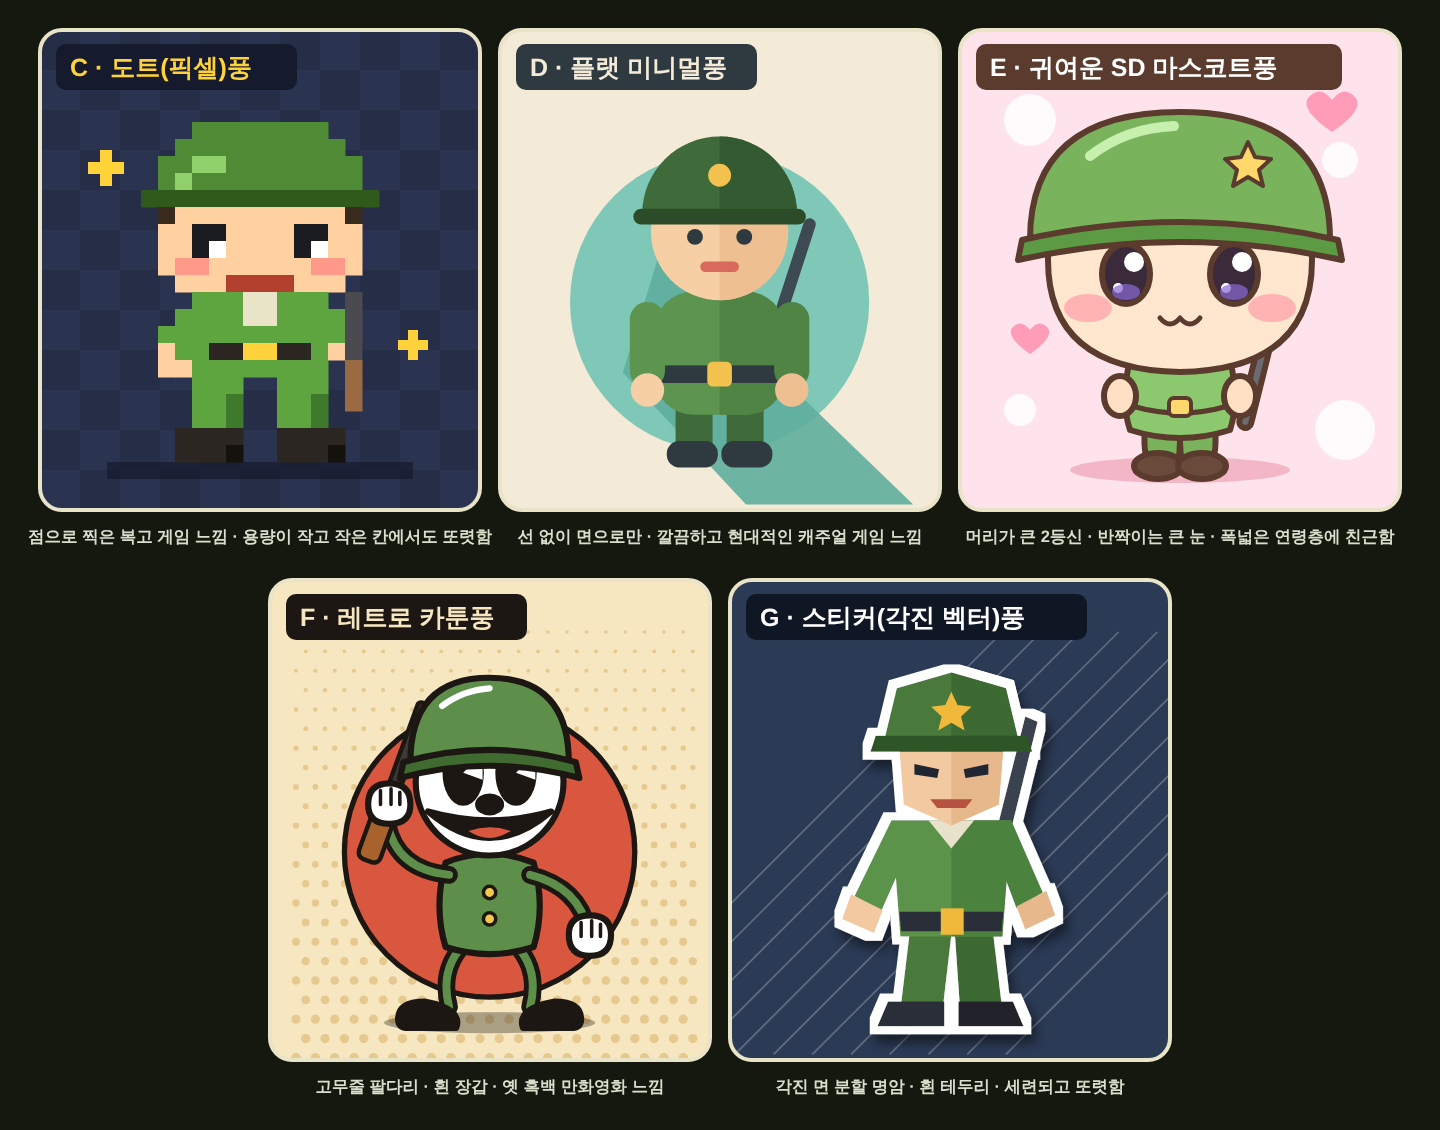 C · 도트(픽셀)풍
D · 플랫 미니멀풍
E · 귀여운 SD 마스코트풍
점으로 찍은 복고 게임 느낌 · 용량이 작고 작은 칸에서도 또렷함
선 없이 면으로만 · 깔끔하고 현대적인 캐주얼 게임 느낌
머리가 큰 2등신 · 반짝이는 큰 눈 · 폭넓은 연령층에 친근함
F · 레트로 카툰풍
G · 스티커(각진 벡터)풍
고무줄 팔다리 · 흰 장갑 · 옛 흑백 만화영화 느낌
각진 면 분할 명암 · 흰 테두리 · 세련되고 또렷함